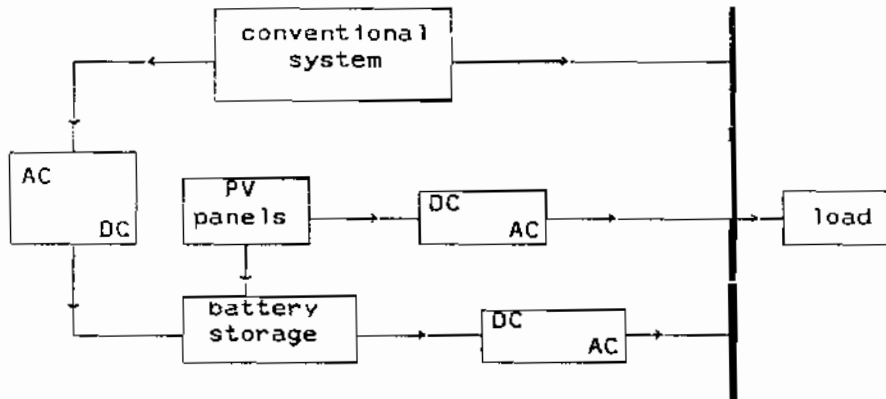 conventional
system
AC
DC
PV
panels
DC
AC
load
battery
storage
DC
AC